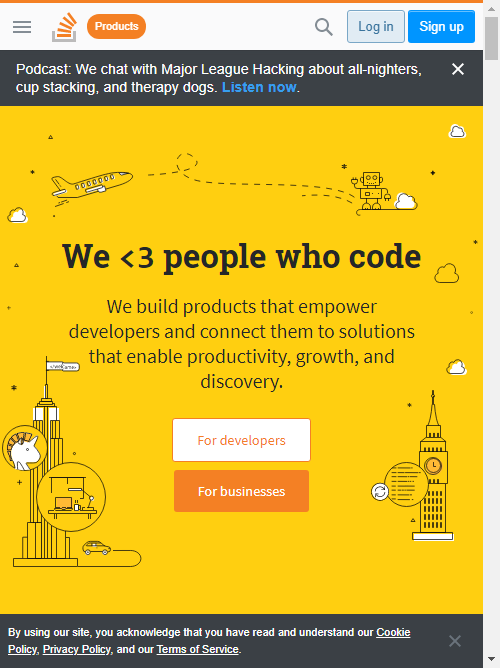 Products
Log in
Sign up
Podcast: We chat with Major League Hacking about all-nighters,
cup stacking, and therapy dogs. Listen now.
We <3 people who code
We build products that empower
developers and connect them to solutions
that enable productivity, growth, and
discovery.
For developers
For businesses
By using our site, you acknowledge that you have read and understand our Cookie
Policy, Privacy Policy, and our Terms of Service.